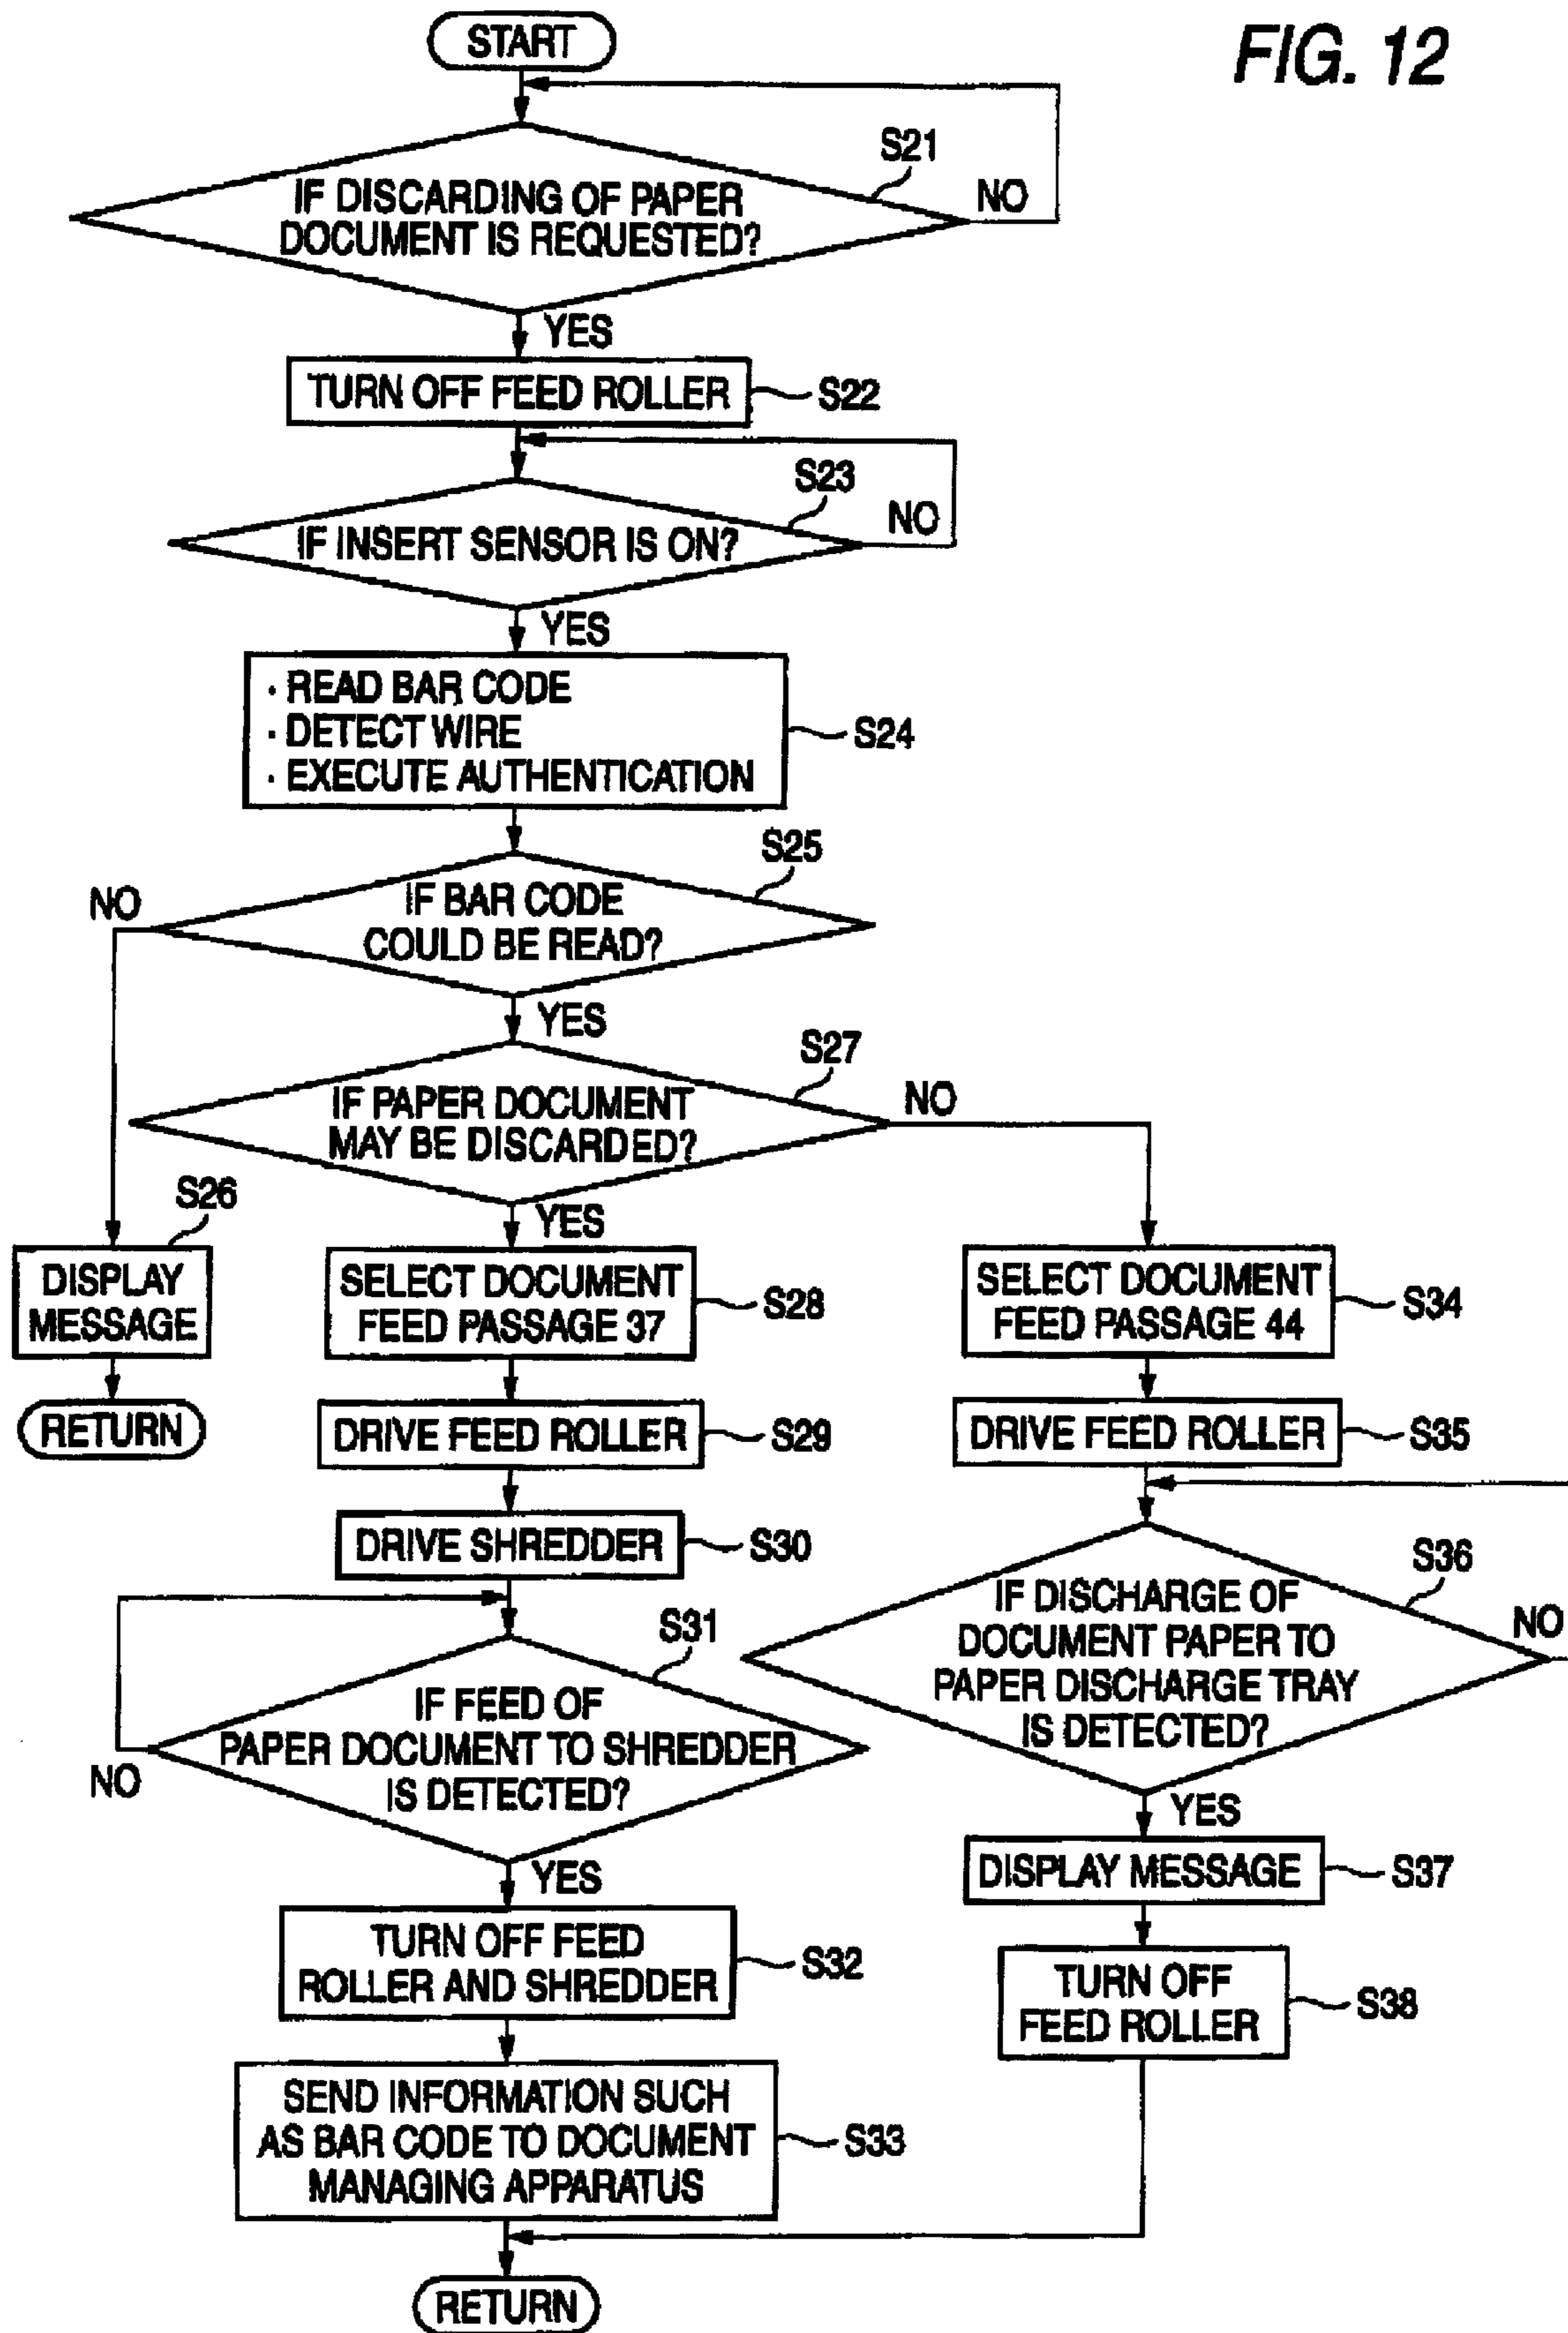 FIG. 12
START
S21
IF DISCARDING OF PAPER
DOCUMENT IS REQUESTED?
NO
YES
TURN OFF FEED ROLLER
S22
S23
IF INSERT SENSOR IS ON?
NO
YES
· READ BAR CODE
· DETECT WIRE
· EXECUTE AUTHENTICATION
S24
S25
NO
IF BAR CODE
COULD BE READ?
YES
S27
IF PAPER DOCUMENT
MAY BE DISCARDED?
NO
YES
S26
DISPLAY
MESSAGE
RETURN
SELECT DOCUMENT
FEED PASSAGE 37
S28
DRIVE FEED ROLLER
S29
DRIVE SHREDDER
S30
S31
IF FEED OF
PAPER DOCUMENT TO SHREDDER
IS DETECTED?
NO
YES
TURN OFF FEED
ROLLER AND SHREDDER
S32
SEND INFORMATION SUCH
AS BAR CODE TO DOCUMENT
MANAGING APPARATUS
S33
SELECT DOCUMENT
FEED PASSAGE 44
S34
DRIVE FEED ROLLER
S35
S36
IF DISCHARGE OF
DOCUMENT PAPER TO
PAPER DISCHARGE TRAY
IS DETECTED?
NO
YES
DISPLAY MESSAGE
S37
TURN OFF
FEED ROLLER
S38
RETURN